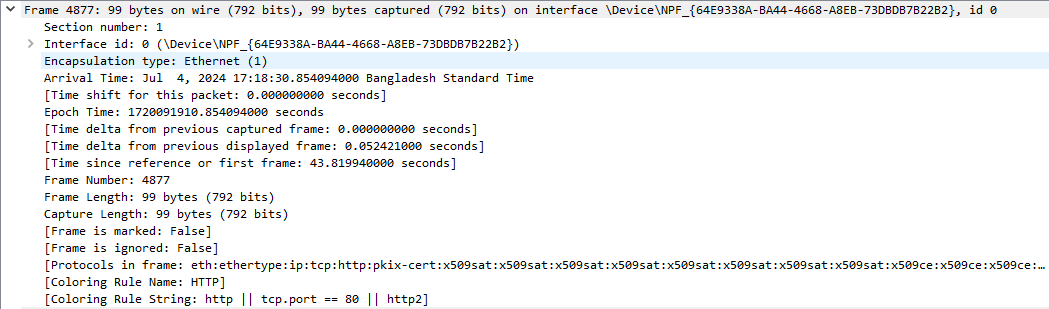 Frame 4877: 99 bytes on wire (792 bits), 99 bytes captured (792 bits) on interface \Device\NPF_{64E9338A-BA44-4668-A8EB-73DBDB7B22B2}, id 0
Section number: 1
Interface id: 0 (\Device\NPF_{64E9338A-BA44-4668-A8EB-73DBDB7B22B2})
Encapsulation type: Ethernet (1)
Arrival Time: Jul  4, 2024 17:18:30.854094000 Bangladesh Standard Time
[Time shift for this packet: 0.000000000 seconds]
Epoch Time: 1720091910.854094000 seconds
[Time delta from previous captured frame: 0.000000000 seconds]
[Time delta from previous displayed frame: 0.052421000 seconds]
[Time since reference or first frame: 43.819940000 seconds]
Frame Number: 4877
Frame Length: 99 bytes (792 bits)
Capture Length: 99 bytes (792 bits)
[Frame is marked: False]
[Frame is ignored: False]
[Protocols in frame: eth:ethertype:ip:tcp:http:pkix-cert:x509sat:x509sat:x509sat:x509sat:x509sat:x509sat:x509sat:x509sat:x509sat:x509ce:x509ce:x509ce:…
[Coloring Rule Name: HTTP]
[Coloring Rule String: http || tcp.port == 80 || http2]